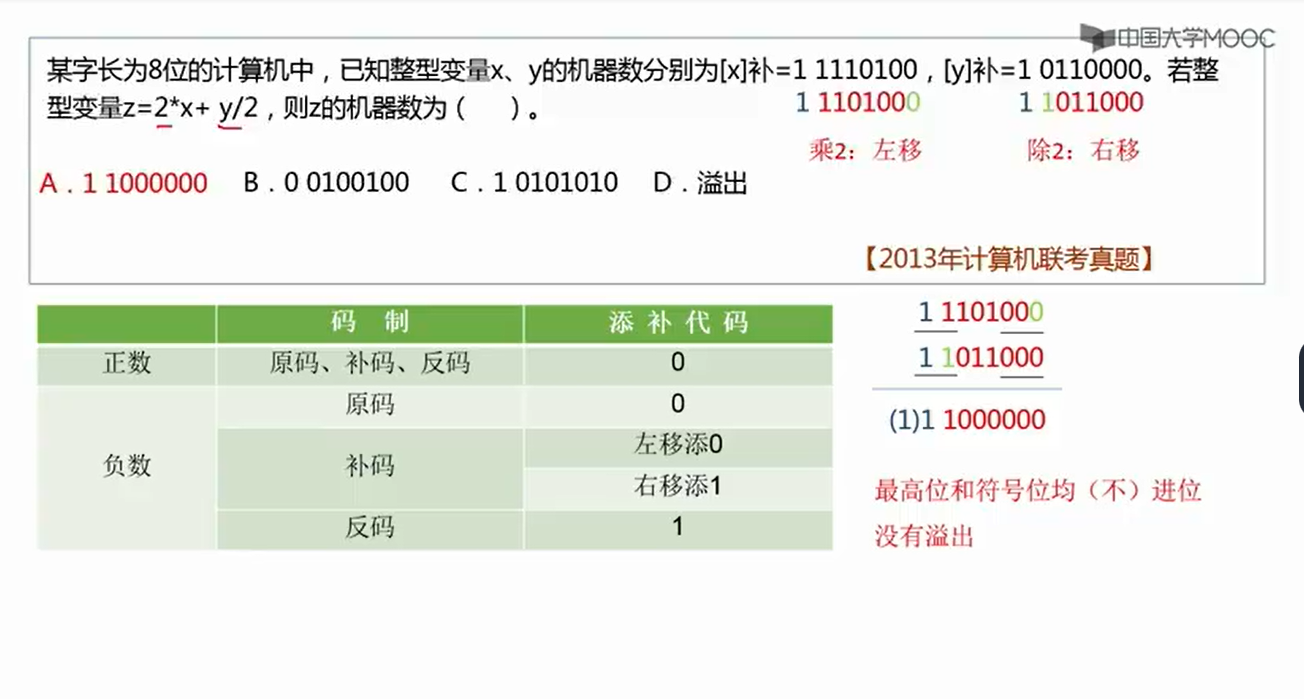 中国大学MOOC
某字长为8位的计算机中，已知整型变量x、y的机器数分别为[x]补=1 1110100，[y]补=1 0110000。若整
1 1101000 1 1011000
型变量z=2*x+ y/2，则z的机器数为（ ）。
乘2：左移 除2：右移
A．1 1000000 B．0 0100100 C．1 0101010 D．溢出
【2013年计算机联考真题】
码 制 添补代码
正数 原码、补码、反码 0
负数
原码 0
补码 左移添0
右移添1
反码 1
1 1101000
1 1011000
(1)1 1000000
最高位和符号位均（不）进位
没有溢出